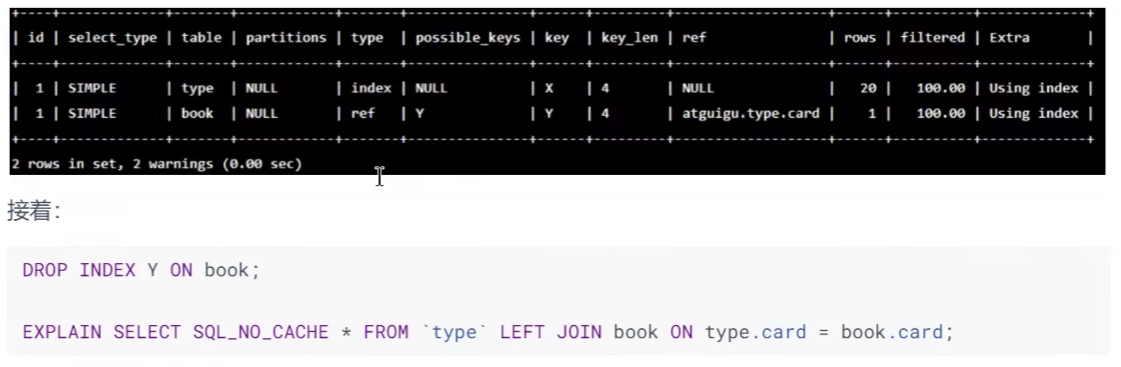 | id | select_type | table | partitions | type | possible_keys | key | key_len | ref | rows | filtered | Extra |
| 1 | SIMPLE | type | NULL | index | NULL | X | 4 | NULL | 20 | 100.00 | Using index |
| 1 | SIMPLE | book | NULL | ref | Y | Y | 4 | atguigu.type.card | 1 | 100.00 | Using index |
2 rows in set, 2 warnings (0.00 sec)
接着：
DROP INDEX Y ON book;
EXPLAIN SELECT SQL_NO_CACHE * FROM `type` LEFT JOIN book ON type.card = book.card;